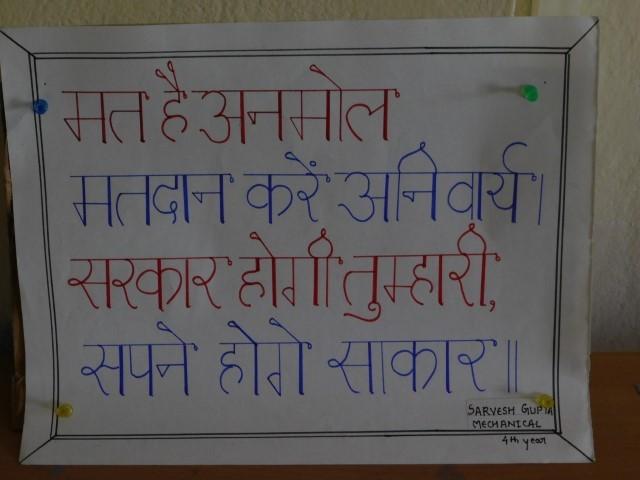 मत है अनमोल
मतदान करें अनिवार्य।
सरकार होगी तुम्हारी,
सपने होगे साकार॥
SARVESH GUPTA
MECHANICAL
4th year